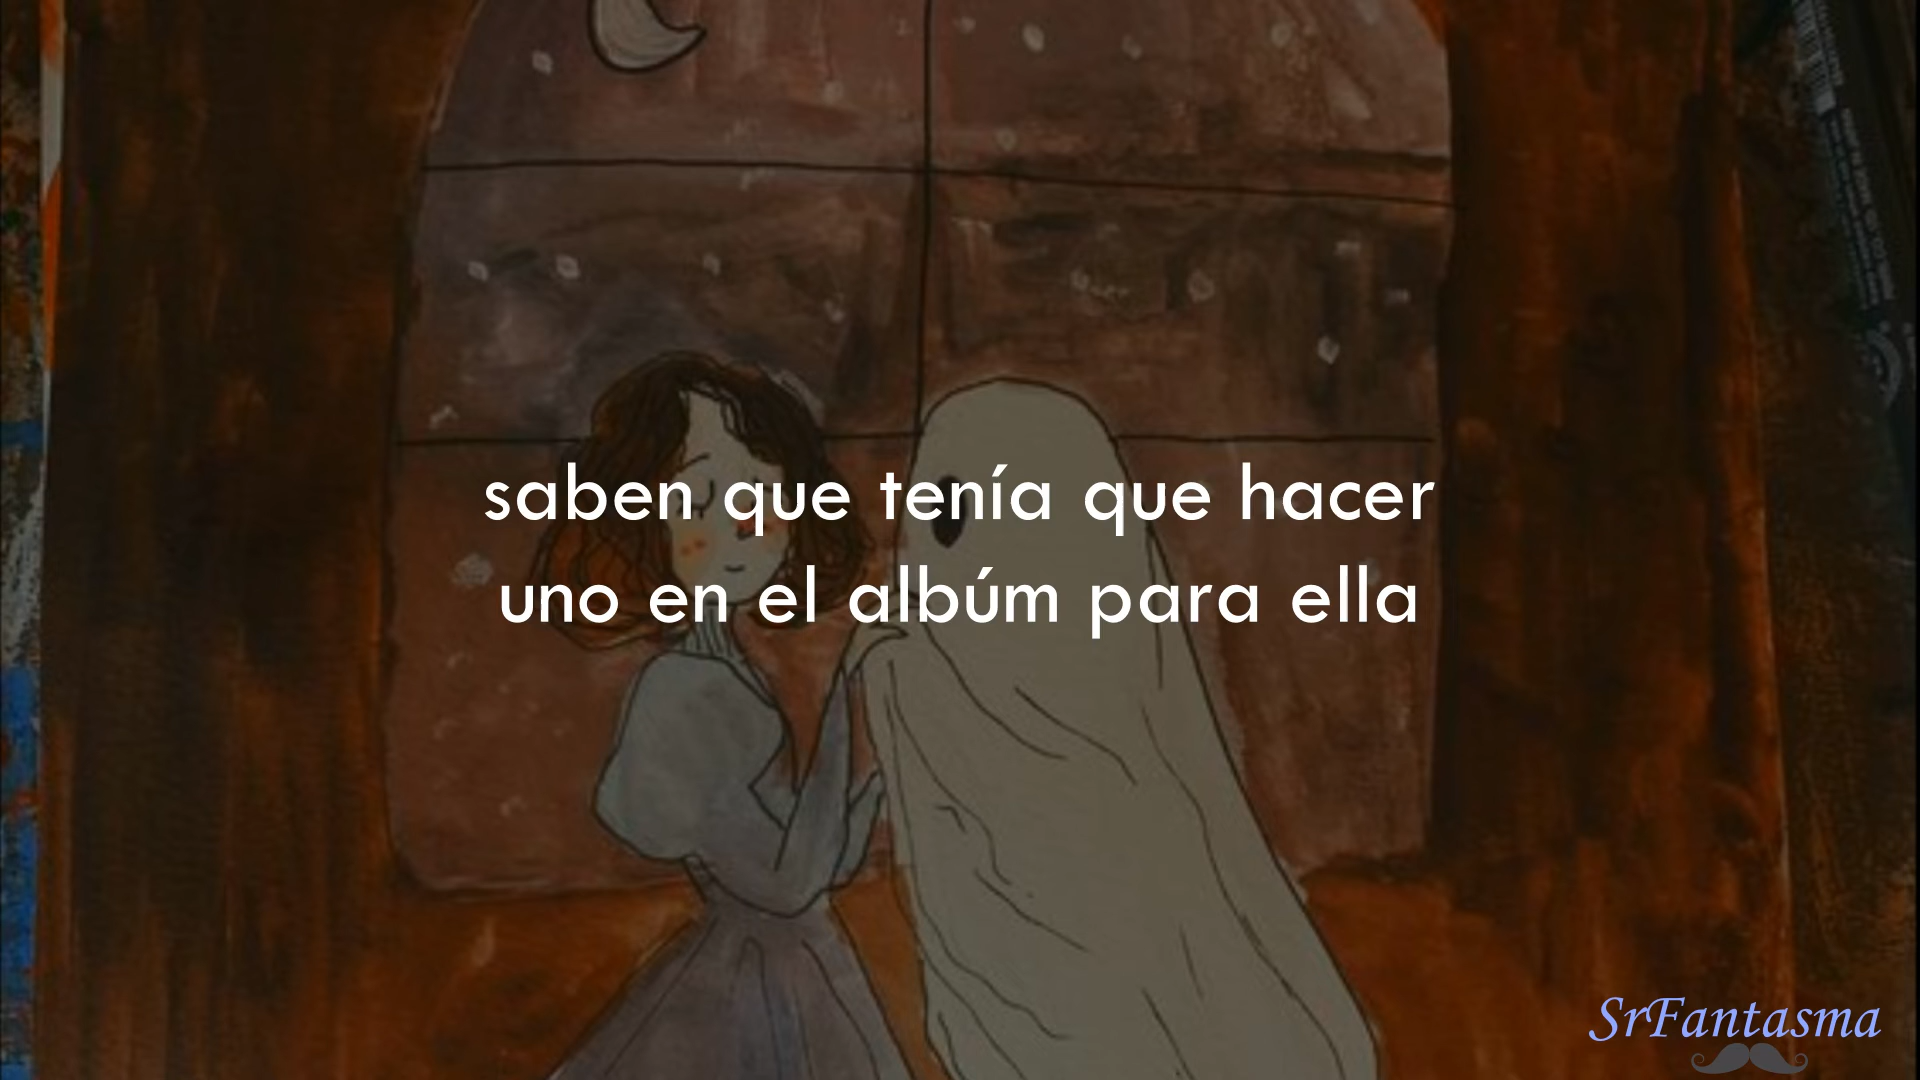 saben que tenía que hacer
uno en el albúm para ella
SrFantasma